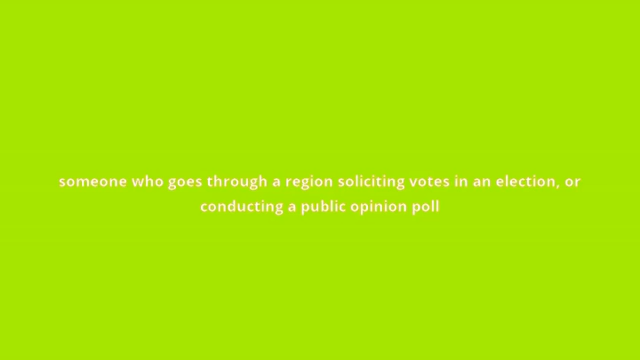 someone who goes through a region soliciting votes in an election, or
conducting a public opinion poll